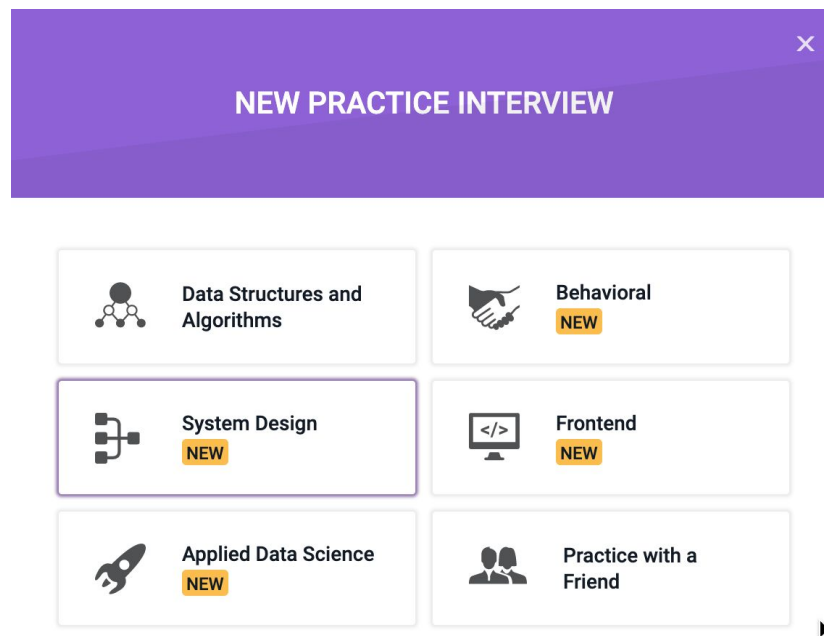 NEW PRACTICE INTERVIEW
Data Structures and
Algorithms
Behavioral
NEW
System Design
NEW
</>
Frontend
NEW
Applied Data Science
NEW
Practice with a
Friend